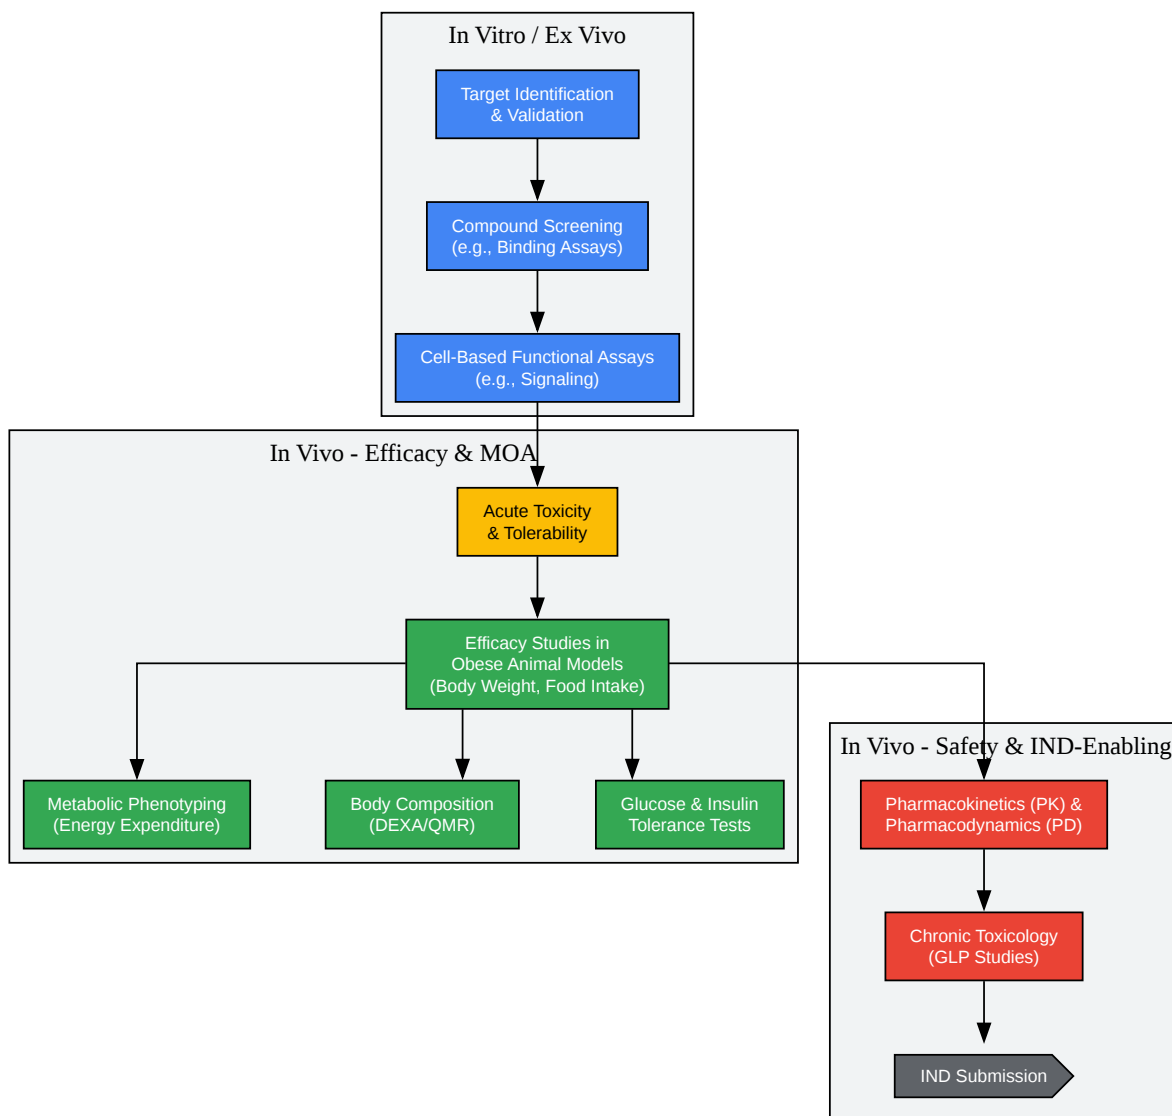 In Vitro / Ex Vivo
Target Identification
& Validation
Compound Screening
(e.g., Binding Assays)
Cell-Based Functional Assays
(e.g., Signaling)
In Vivo - Efficacy & MOA
Acute Toxicity
& Tolerability
Efficacy Studies in
Obese Animal Models
(Body Weight, Food Intake)
Metabolic Phenotyping
(Energy Expenditure)
Body Composition
(DEXA/QMR)
Glucose & Insulin
Tolerance Tests
In Vivo - Safety & IND-Enabling
Pharmacokinetics (PK) &
Pharmacodynamics (PD)
Chronic Toxicology
(GLP Studies)
IND Submission